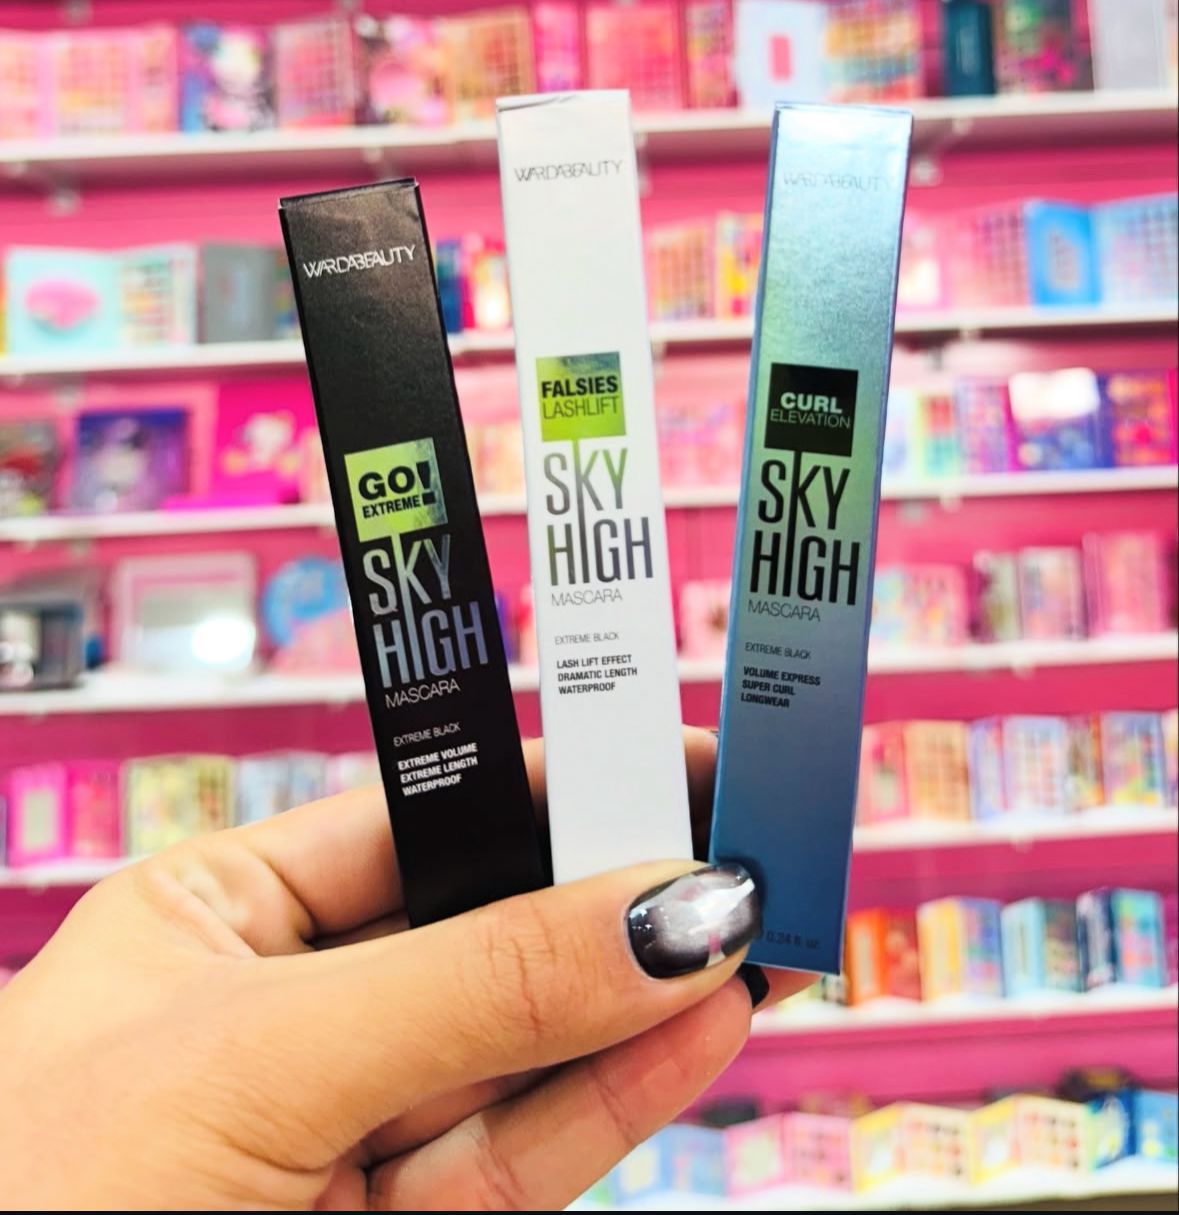 WARDABEAUTY
GO!
EXTREME
SKY
HIGH
MASCARA
EXTREME BLACK
EXTREME VOLUME
EXTREME LENGTH
WATERPROOF
WARDABEAUTY
FALSIES
LASHLIFT
SKY
HIGH
MASCARA
EXTREME BLACK
LASH LIFT EFFECT
DRAMATIC LENGTH
WATERPROOF
WARDABEAUTY
CURL
ELEVATION
SKY
HIGH
MASCARA
EXTREME BLACK
VOLUME EXPRESS
SUPER CURL
LONGWEAR
0.24 fl. oz.